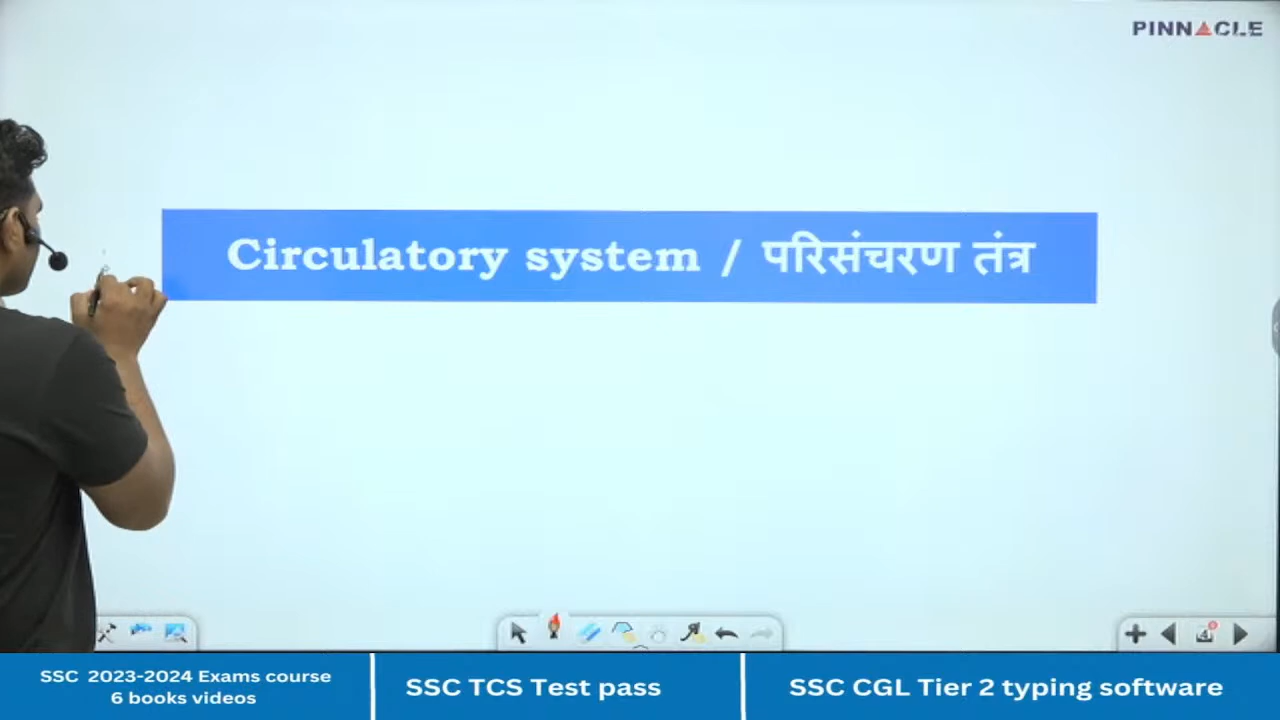 PINNACLE
Circulatory system / परिसंचरण तंत्र
SSC 2023-2024 Exams course
6 books videos
SSC TCS Test pass
SSC CGL Tier 2 typing software